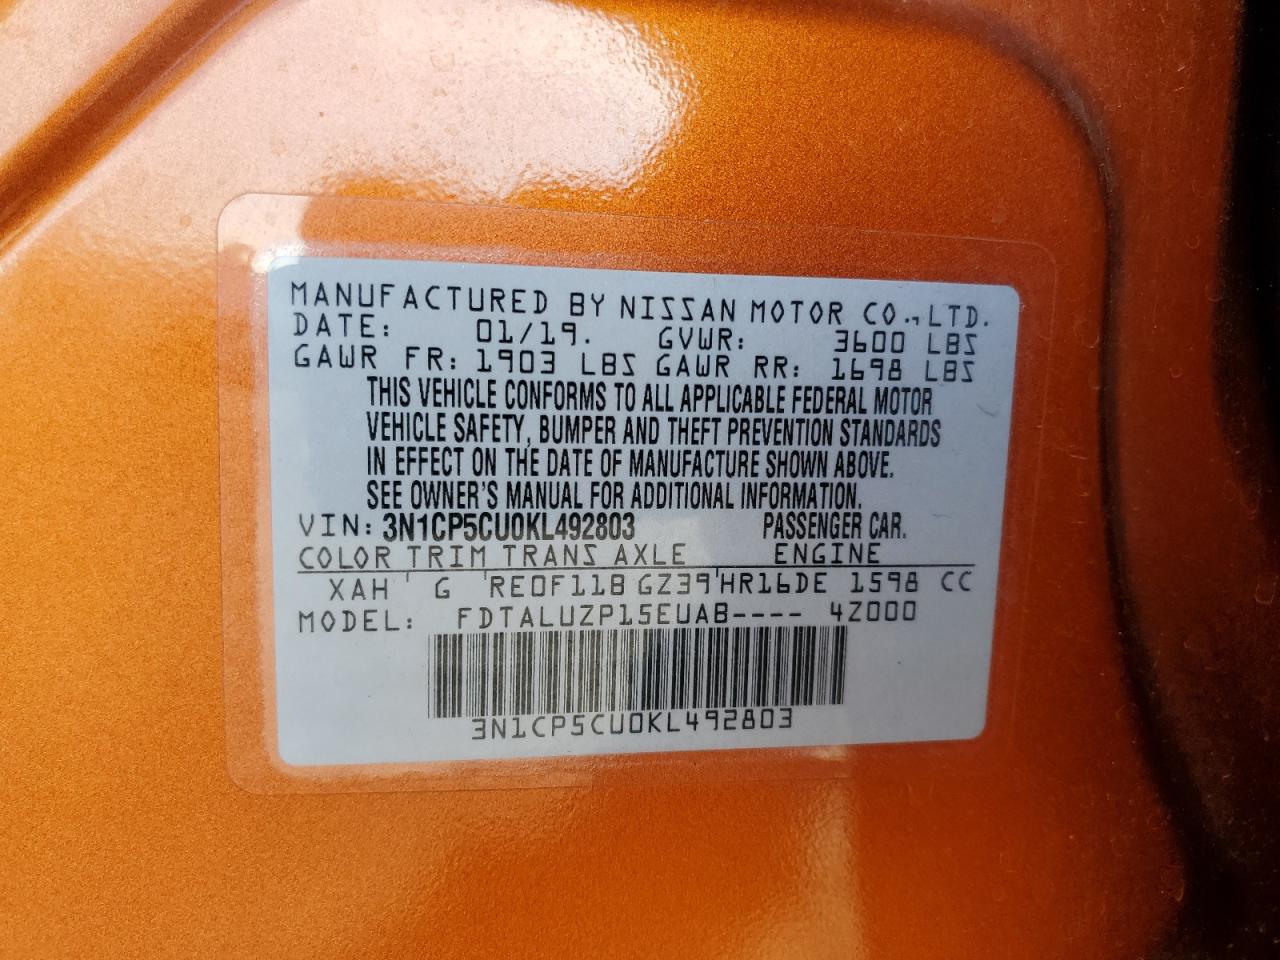 MANUFACTURED BY NISSAN MOTOR CO., LTD.
DATE: 01/19. GVWR: 3600 LBS
GAWR FR: 1903 LBS GAWR RR: 1698 LBS
THIS VEHICLE CONFORMS TO ALL APPLICABLE FEDERAL MOTOR
VEHICLE SAFETY, BUMPER AND THEFT PREVENTION STANDARDS
IN EFFECT ON THE DATE OF MANUFACTURE SHOWN ABOVE.
SEE OWNER'S MANUAL FOR ADDITIONAL INFORMATION.
VIN: 3N1CP5CU0KL492803 PASSENGER CAR.
COLOR TRIM TRANS AXLE ENGINE
XAH ' G 'RE0F11B GZ39'HR16DE 1598 CC
MODEL: FDTALUZP15EUAB---- 4Z000
3N1CP5CU0KL492803